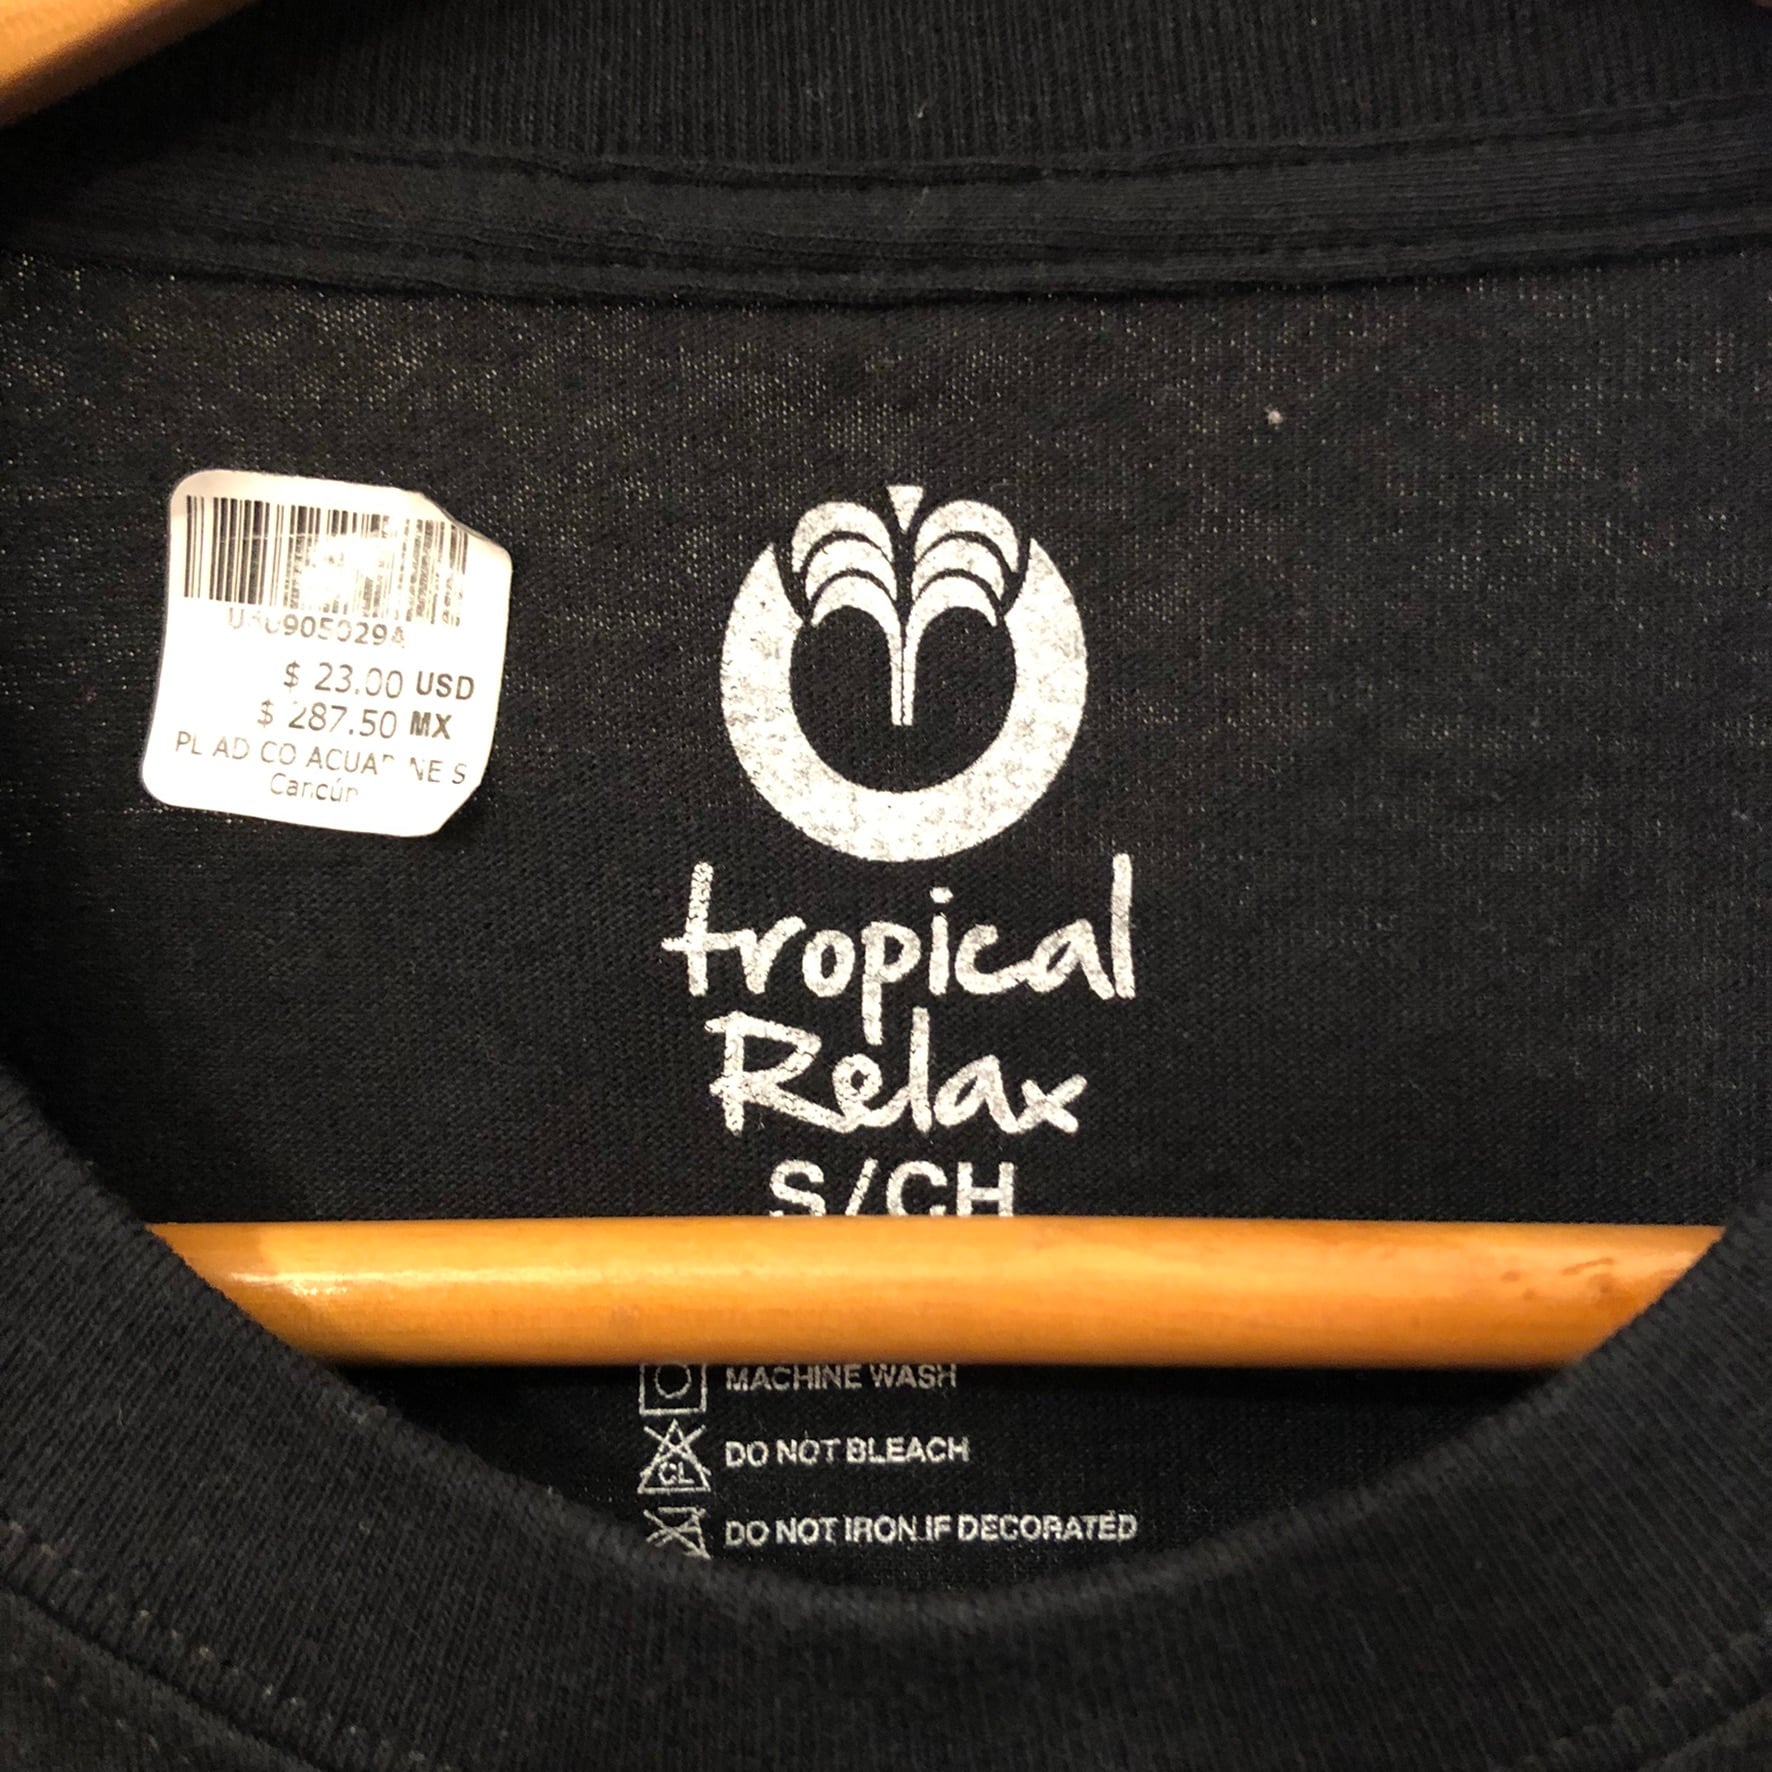 $ 23.00 USD
$ 287.50 MX
CO
Cancún
tropical
Relax
S/CH
MACHINE WASH
CL
DO NOT BLEACH
DO NOT IRON IF DECORATED